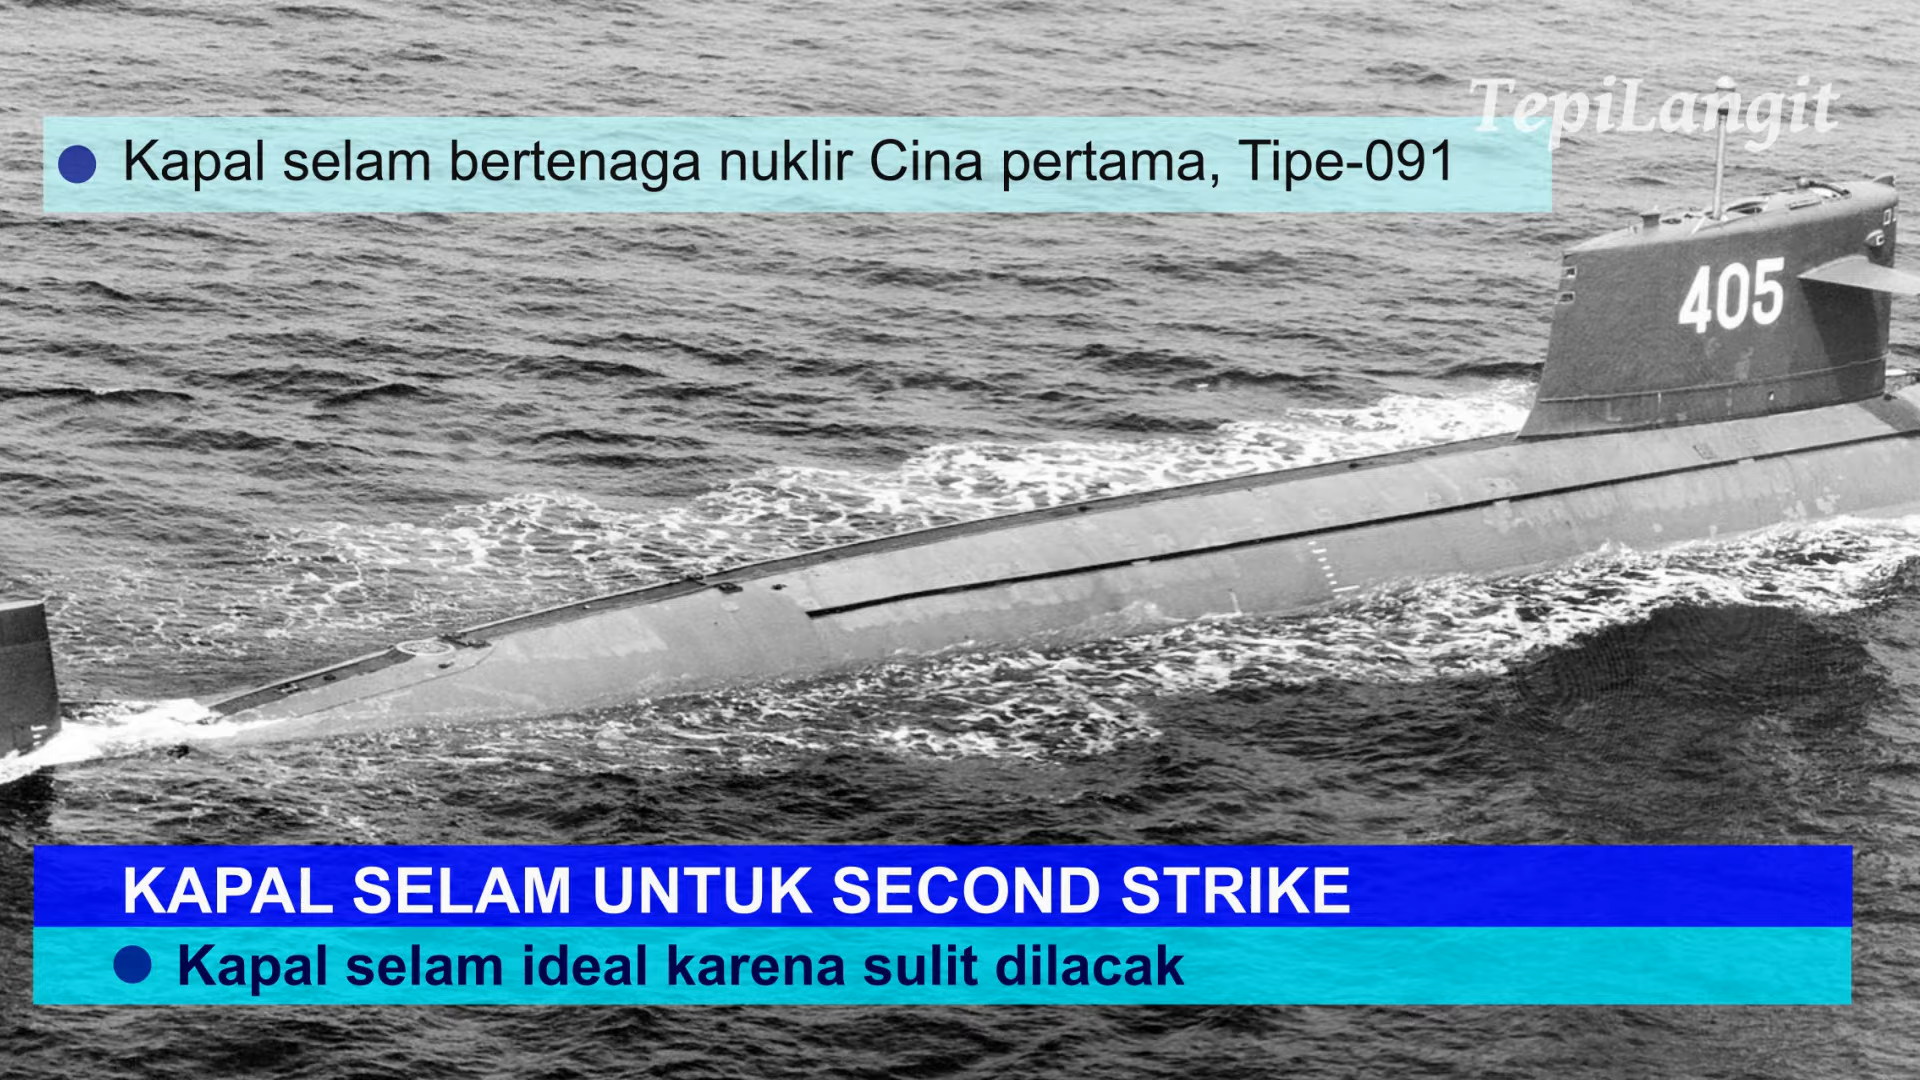 TepiLangit
Kapal selam bertenaga nuklir Cina pertama, Tipe-091
405
KAPAL SELAM UNTUK SECOND STRIKE
Kapal selam ideal karena sulit dilacak